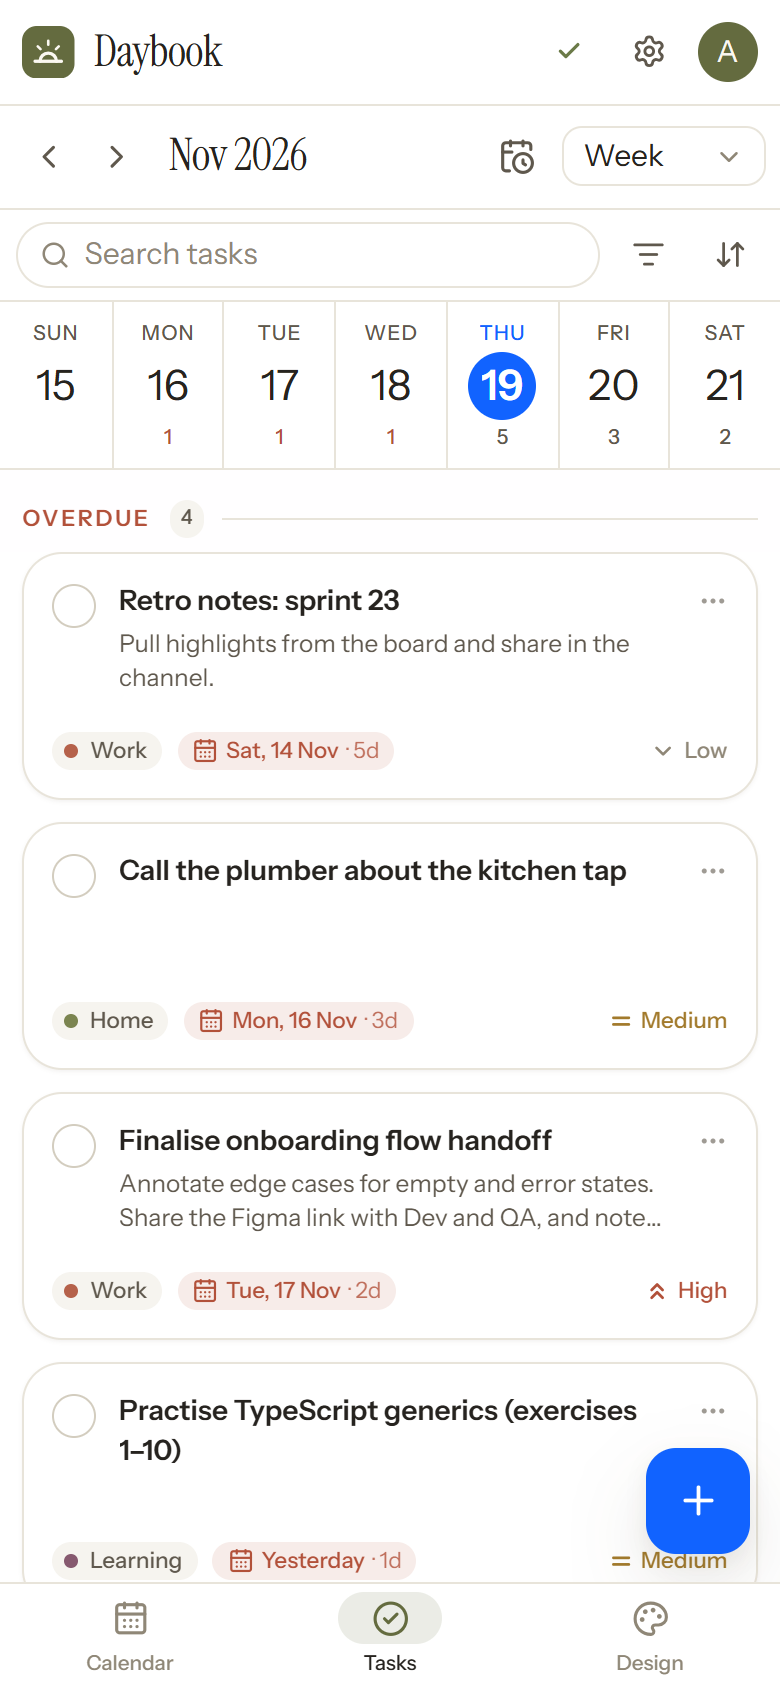 Daybook
A
Nov 2026
Week
Search tasks
SUN MON TUE WED THU FRI SAT
15 16 17 18 19 20 21
1 1 1 5 3 2
OVERDUE 4
Retro notes: sprint 23
Pull highlights from the board and share in the
channel.
Work Sat, 14 Nov · 5d Low
Call the plumber about the kitchen tap
Home Mon, 16 Nov · 3d Medium
Finalise onboarding flow handoff
Annotate edge cases for empty and error states.
Share the Figma link with Dev and QA, and note...
Work Tue, 17 Nov · 2d High
Practise TypeScript generics (exercises
1–10)
Learning Yesterday · 1d Medium
Calendar Tasks Design